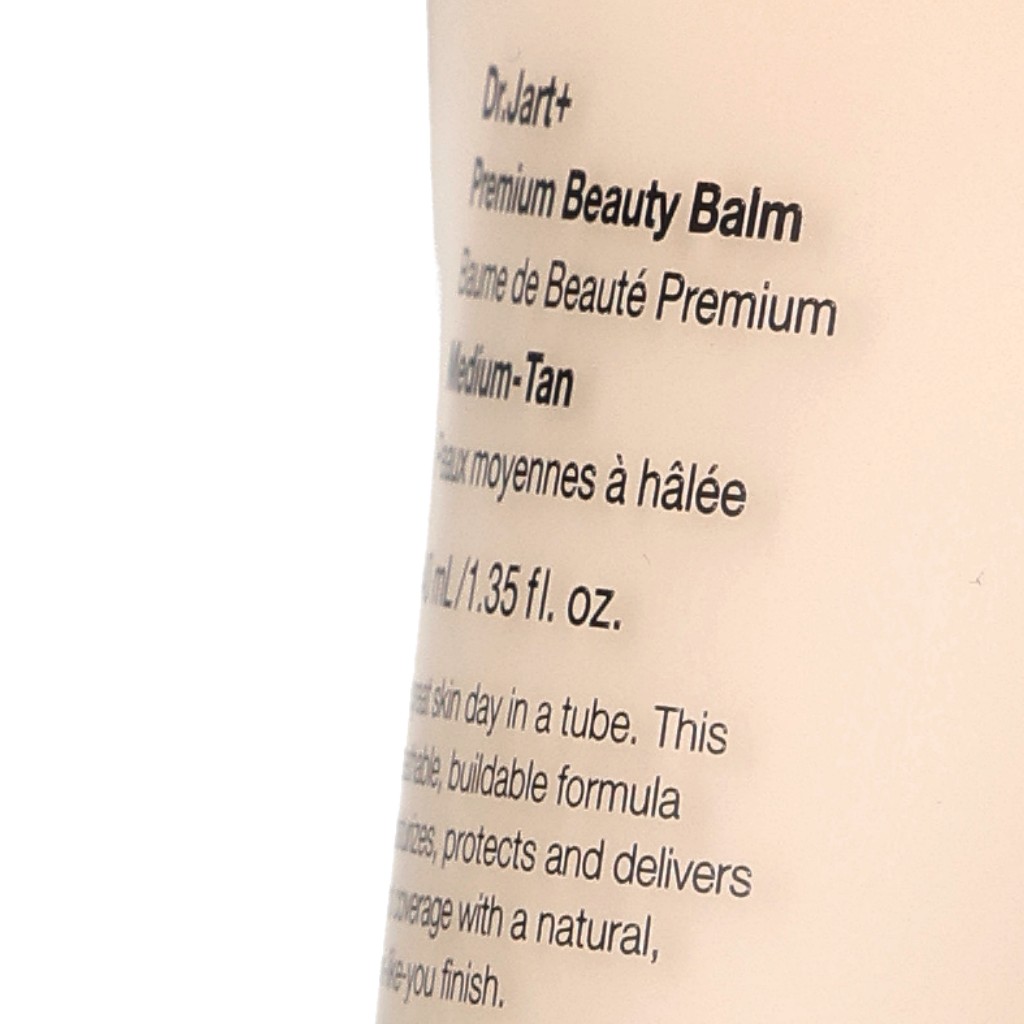 Dr.Jart+
Premium Beauty Balm
Baume de Beauté Premium
Medium-Tan
Peaux moyennes à hâlée
mL/1.35 fl. oz.
skin day in a tube. This
buildable formula
protects and delivers
coverage with a natural,
finish.